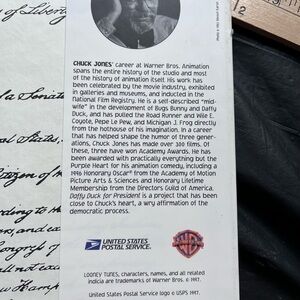 CHUCK JONES' career at Warner Bros. Animation
spans the entire history of the studio and most
of the history of animation itself. His work has
been celebrated by the movie industry, exhibited
in galleries and museums, and inducted in the
National Film Registry. He is a self-described "mid-
wife" in the development of Bugs Bunny and Daffy
Duck, and has pulled the Road Runner and Wile E.
Coyote, Pepe Le Pew, and Michigan J. Frog directly
from the hothouse of his imagination. In a career
that has helped shape the humor of three gener-
ations, Chuck Jones has made over 300 films. Of
these, three have won Academy Awards. He has
been awarded with practically everything but the
Purple Heart for his animation comedy, including a
1996 Honorary Oscar® from the Academy of Motion
Picture Arts & Sciences and Honorary Lifetime
Membership from the Directors Guild of America.
Daffy Duck for President is a project that has been
close to Chuck's heart, a wry affirmation of the
democratic process.
UNITED STATES
POSTAL SERVICE
LOONEY TUNES, characters, names, and all related
indicia are trademarks of Warner Bros. © 1997.
United States Postal Service logo © USPS 1997.
of Liberty
al States,
Citizen of